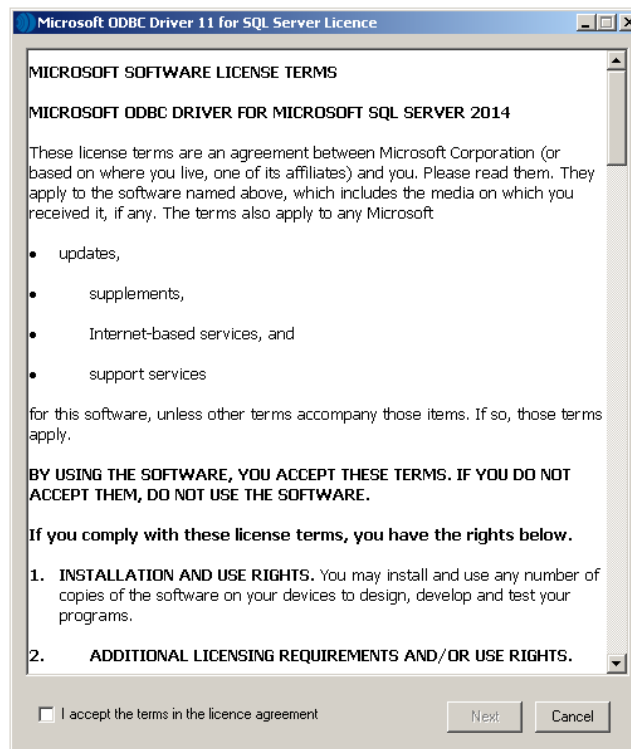 Microsoft ODBC Driver 11 for SQL Server Licence
MICROSOFT SOFTWARE LICENSE TERMS
MICROSOFT ODBC DRIVER FOR MICROSOFT SQL SERVER 2014
These license terms are an agreement between Microsoft Corporation (or
based on where you live, one of its affiliates) and you. Please read them. They
apply to the software named above, which includes the media on which you
received it, if any. The terms also apply to any Microsoft
• updates,
• supplements,
• Internet-based services, and
• support services
for this software, unless other terms accompany those items. If so, those terms
apply.
BY USING THE SOFTWARE, YOU ACCEPT THESE TERMS. IF YOU DO NOT
ACCEPT THEM, DO NOT USE THE SOFTWARE.
If you comply with these license terms, you have the rights below.
1. INSTALLATION AND USE RIGHTS. You may install and use any number of
copies of the software on your devices to design, develop and test your
programs.
2. ADDITIONAL LICENSING REQUIREMENTS AND/OR USE RIGHTS.
I accept the terms in the licence agreement
Next
Cancel